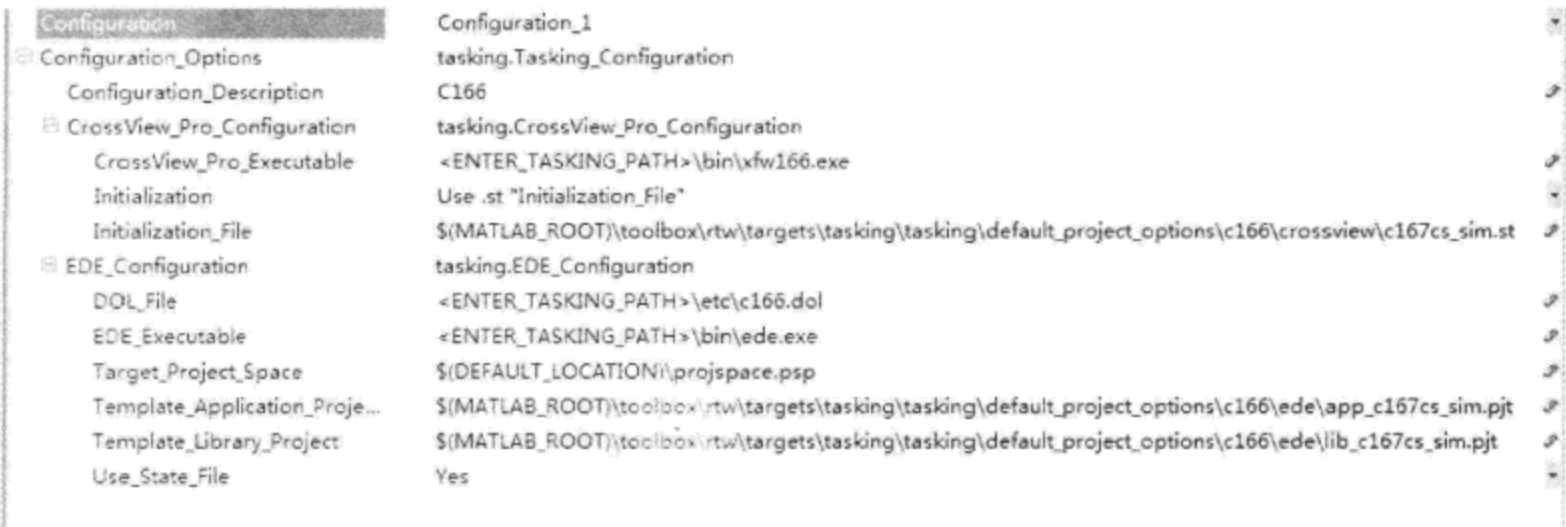 Configuration Configuration_1
Configuration_Options tasking.Tasking_Configuration
Configuration_Description C166
CrossView_Pro_Configuration tasking.CrossView_Pro_Configuration
CrossView_Pro_Executable <ENTER_TASKING_PATH>\bin\xfw166.exe
Initialization Use .st "Initialization_File"
Initialization_File $(MATLAB_ROOT)\toolbox\rtw\targets\tasking\tasking\default_project_options\c166\crossview\c167cs_sim.st
EDE_Configuration tasking.EDE_Configuration
DOL_File <ENTER_TASKING_PATH>\etc\c166.dol
EDE_Executable <ENTER_TASKING_PATH>\bin\ede.exe
Target_Project_Space $(DEFAULT_LOCATION)\projspace.psp
Template_Application_Proje... $(MATLAB_ROOT)\toolbox\rtw\targets\tasking\tasking\default_project_options\c166\ede\app_c167cs_sim.pjt
Template_Library_Project $(MATLAB_ROOT)\toolbox\rtw\targets\tasking\tasking\default_project_options\c166\ede\lib_c167cs_sim.pjt
Use_State_File Yes